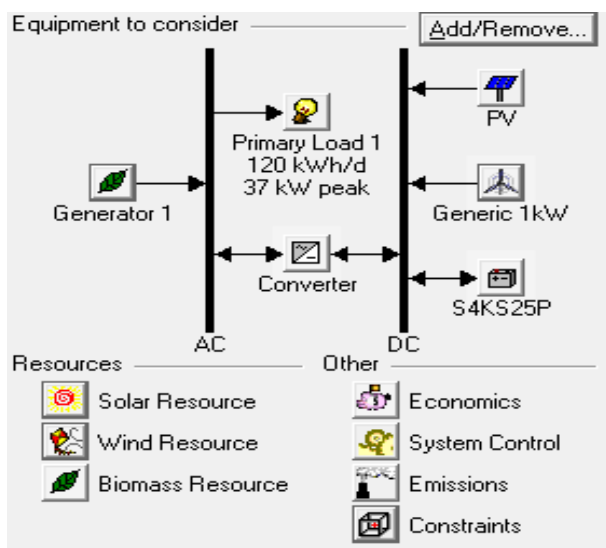 Equipment to consider
Add/Remove...
Primary Load 1
120 kWh/d
37 kW peak
PV
Generator 1
Generic 1kW
Converter
S4KS25P
AC
DC
Resources
Other
Solar Resource
Economics
Wind Resource
System Control
Biomass Resource
Emissions
Constraints